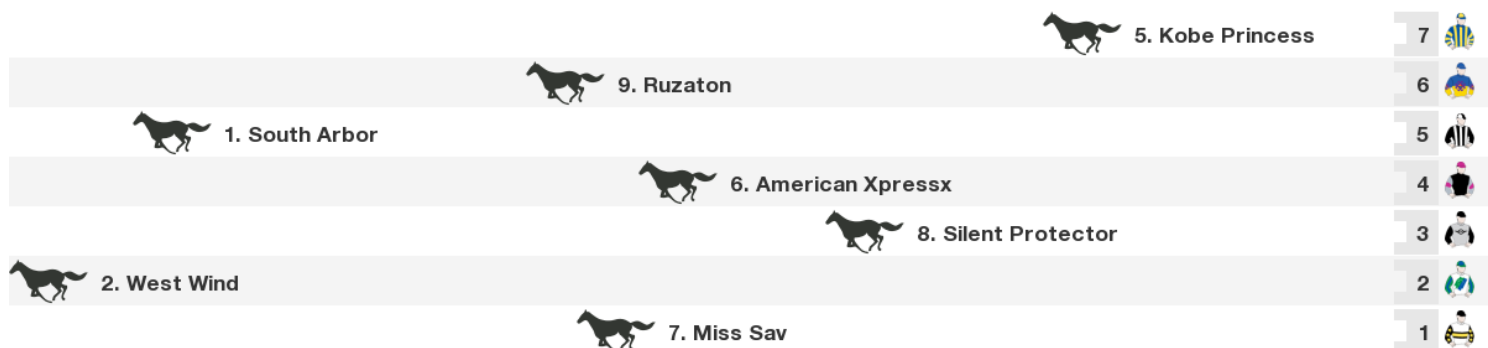 5. Kobe Princess 7
9. Ruzaton 6
1. South Arbor 5
6. American Xpressx 4
8. Silent Protector 3
2. West Wind 2
7. Miss Sav 1